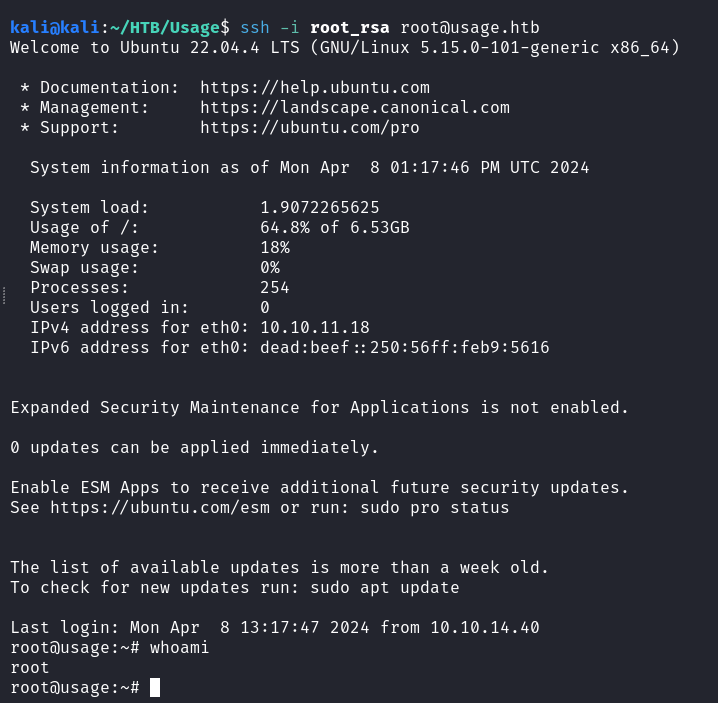 kali@kali:~/HTB/Usage$ ssh -i root_rsa root@usage.htb
Welcome to Ubuntu 22.04.4 LTS (GNU/Linux 5.15.0-101-generic x86_64)
* Documentation:  https://help.ubuntu.com
* Management:     https://landscape.canonical.com
* Support:        https://ubuntu.com/pro
System information as of Mon Apr  8 01:17:46 PM UTC 2024
System load:           1.9072265625
Usage of /:            64.8% of 6.53GB
Memory usage:          18%
Swap usage:            0%
Processes:             254
Users logged in:       0
IPv4 address for eth0: 10.10.11.18
IPv6 address for eth0: dead:beef::250:56ff:feb9:5616
Expanded Security Maintenance for Applications is not enabled.
0 updates can be applied immediately.
Enable ESM Apps to receive additional future security updates.
See https://ubuntu.com/esm or run: sudo pro status
The list of available updates is more than a week old.
To check for new updates run: sudo apt update
Last login: Mon Apr  8 13:17:47 2024 from 10.10.14.40
root@usage:~# whoami
root
root@usage:~#